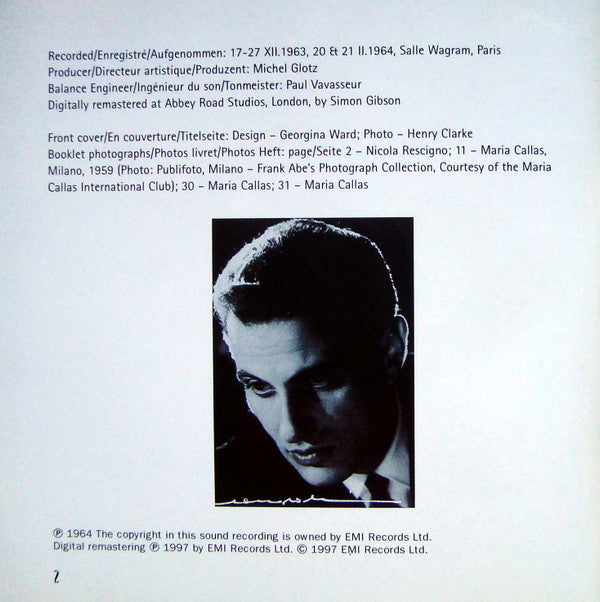 Recorded/Enregistré/Aufgenommen: 17-27 XII.1963, 20 & 21 II.1964, Salle Wagram, Paris
Producer/Directeur artistique/Produzent: Michel Glotz
Balance Engineer/Ingénieur du son/Tonmeister: Paul Vavasseur
Digitally remastered at Abbey Road Studios, London, by Simon Gibson
Front cover/En couverture/Titelseite: Design – Georgina Ward; Photo – Henry Clarke
Booklet photographs/Photos livret/Photos Heft: page/Seite 2 – Nicola Rescigno; 11 – Maria Callas,
Milano, 1959 (Photo: Publifoto, Milano – Frank Abe's Photograph Collection, Courtesy of the Maria
Callas International Club); 30 – Maria Callas; 31 – Maria Callas
℗ 1964 The copyright in this sound recording is owned by EMI Records Ltd.
Digital remastering ℗ 1997 by EMI Records Ltd. © 1997 EMI Records Ltd.
2